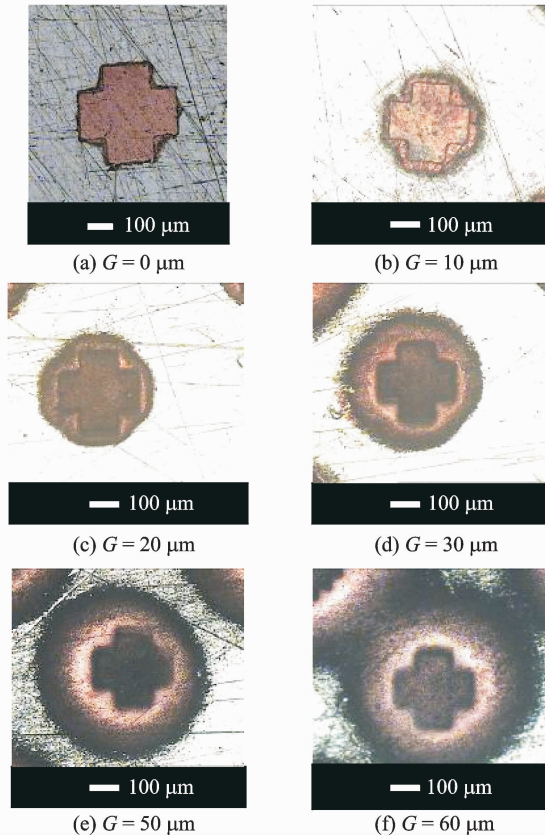 100 μm
100 μm
(a) G = 0 μm
(b) G = 10 μm
100 μm
100 μm
(c) G = 20 μm
(d) G = 30 μm
100 μm
100 μm
(e) G = 50 μm
(f) G = 60 μm